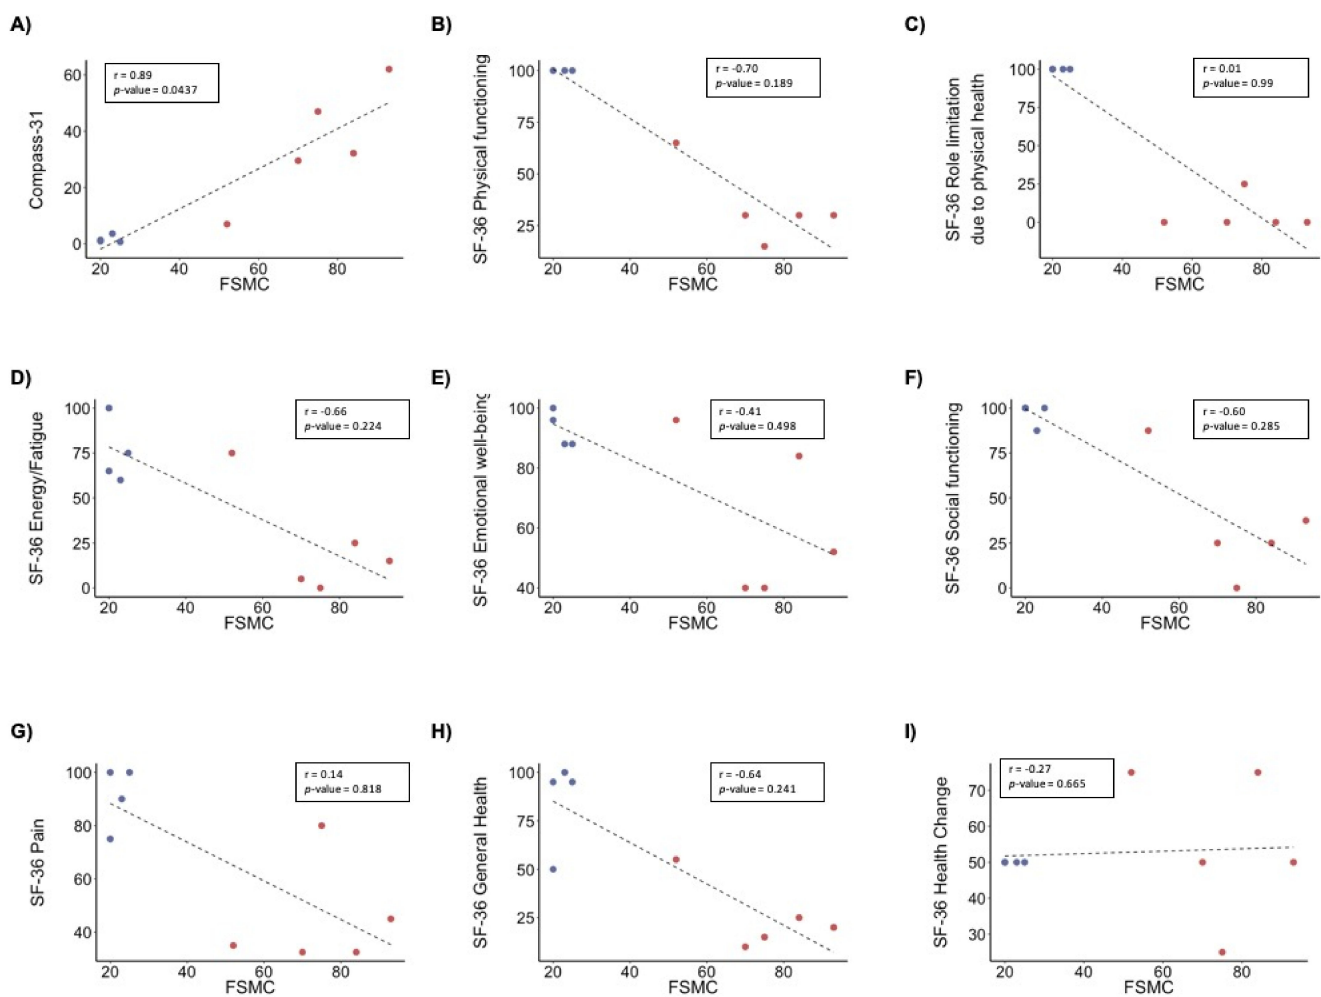 A)
r = 0.89
p-value = 0.0437
Compass-31
60
40
20
0
20 40 60 80
FSMC
B)
r = -0.70
p-value = 0.189
SF-36 Physical functioning
100
75
50
25
20 40 60 80
FSMC
C)
r = 0.01
p-value = 0.99
SF-36 Role limitation
due to physical health
100
75
50
25
0
20 40 60 80
FSMC
D)
r = -0.66
p-value = 0.224
SF-36 Energy/Fatigue
100
75
50
25
0
20 40 60 80
FSMC
E)
r = -0.41
p-value = 0.498
SF-36 Emotional well-being
100
80
60
40
20 40 60 80
FSMC
F)
r = -0.60
p-value = 0.285
SF-36 Social functioning
100
75
50
25
0
20 40 60 80
FSMC
G)
r = 0.14
p-value = 0.818
SF-36 Pain
100
80
60
40
20 40 60 80
FSMC
H)
r = -0.64
p-value = 0.241
SF-36 General Health
100
75
50
25
20 40 60 80
FSMC
I)
r = -0.27
p-value = 0.665
SF-36 Health Change
70
60
50
40
30
20 40 60 80
FSMC